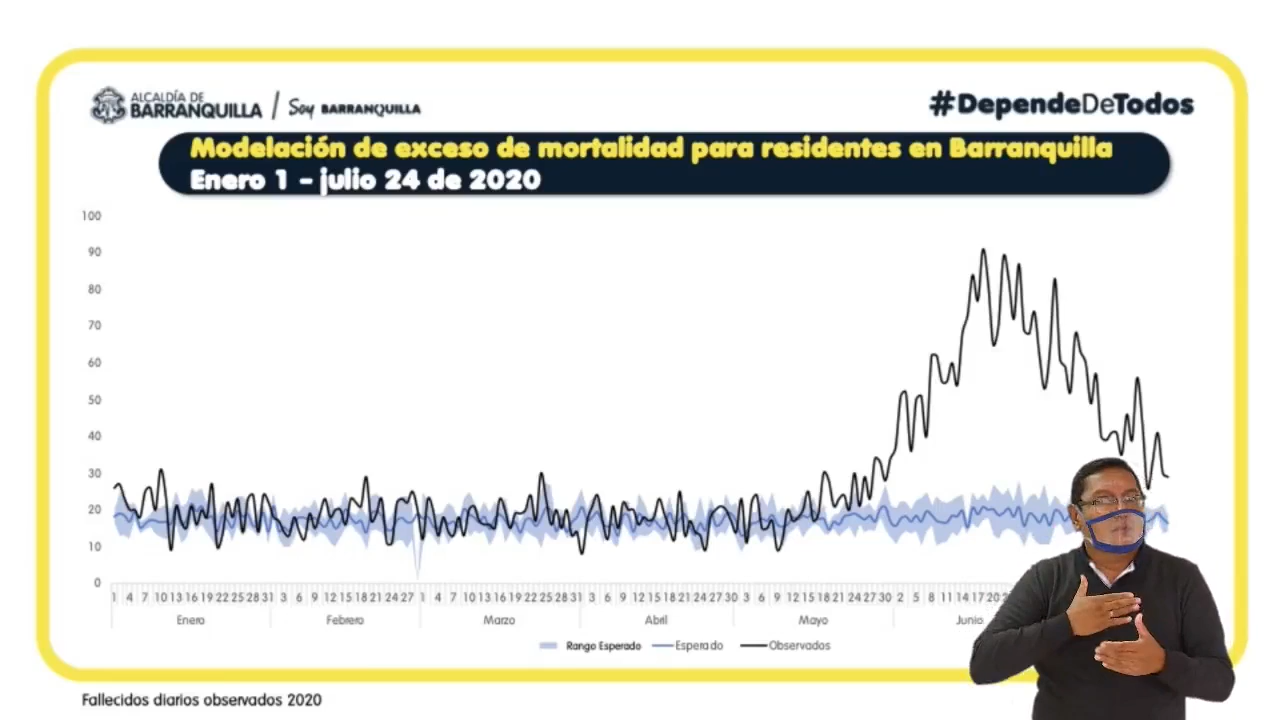 ALCALDÍA DE
BARRANQUILLA
Soy BARRANQUILLA
#DependeDeTodos
Modelación de exceso de mortalidad para residentes en Barranquilla
Enero 1 - julio 24 de 2020
100
90
80
70
60
50
40
30
20
10
0
1 4 7 10 13 16 19 22 25 28 31 3 6 9 12 15 18 21 24 27 1 4 7 10 13 16 19 22 25 28 31 3 6 9 12 15 18 21 24 27 30 3 6 9 12 15 18 21 24 27 30 2 5 8 11 14 17 20
Enero Febrero Marzo Abril Mayo Junio
Rango Esperado Esperado Observados
Fallecidos diarios observados 2020